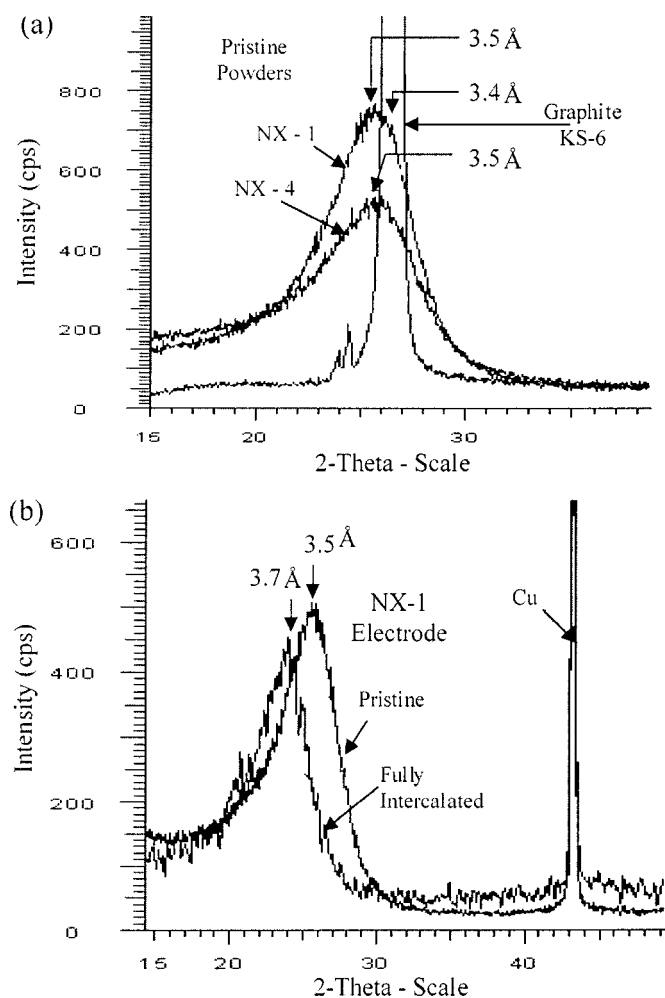 (a)
Pristine
Powders
3.5 Å
3.4 Å
Graphite
KS-6
NX - 1
3.5 Å
NX - 4
Intensity (cps)
800
600
400
200
0
15
20
30
2-Theta - Scale
(b)
600
400
200
0
3.5 Å
3.7 Å
NX-1
Electrode
Cu
Pristine
Fully
Intercalated
Intensity (cps)
15
20
30
40
2-Theta - Scale